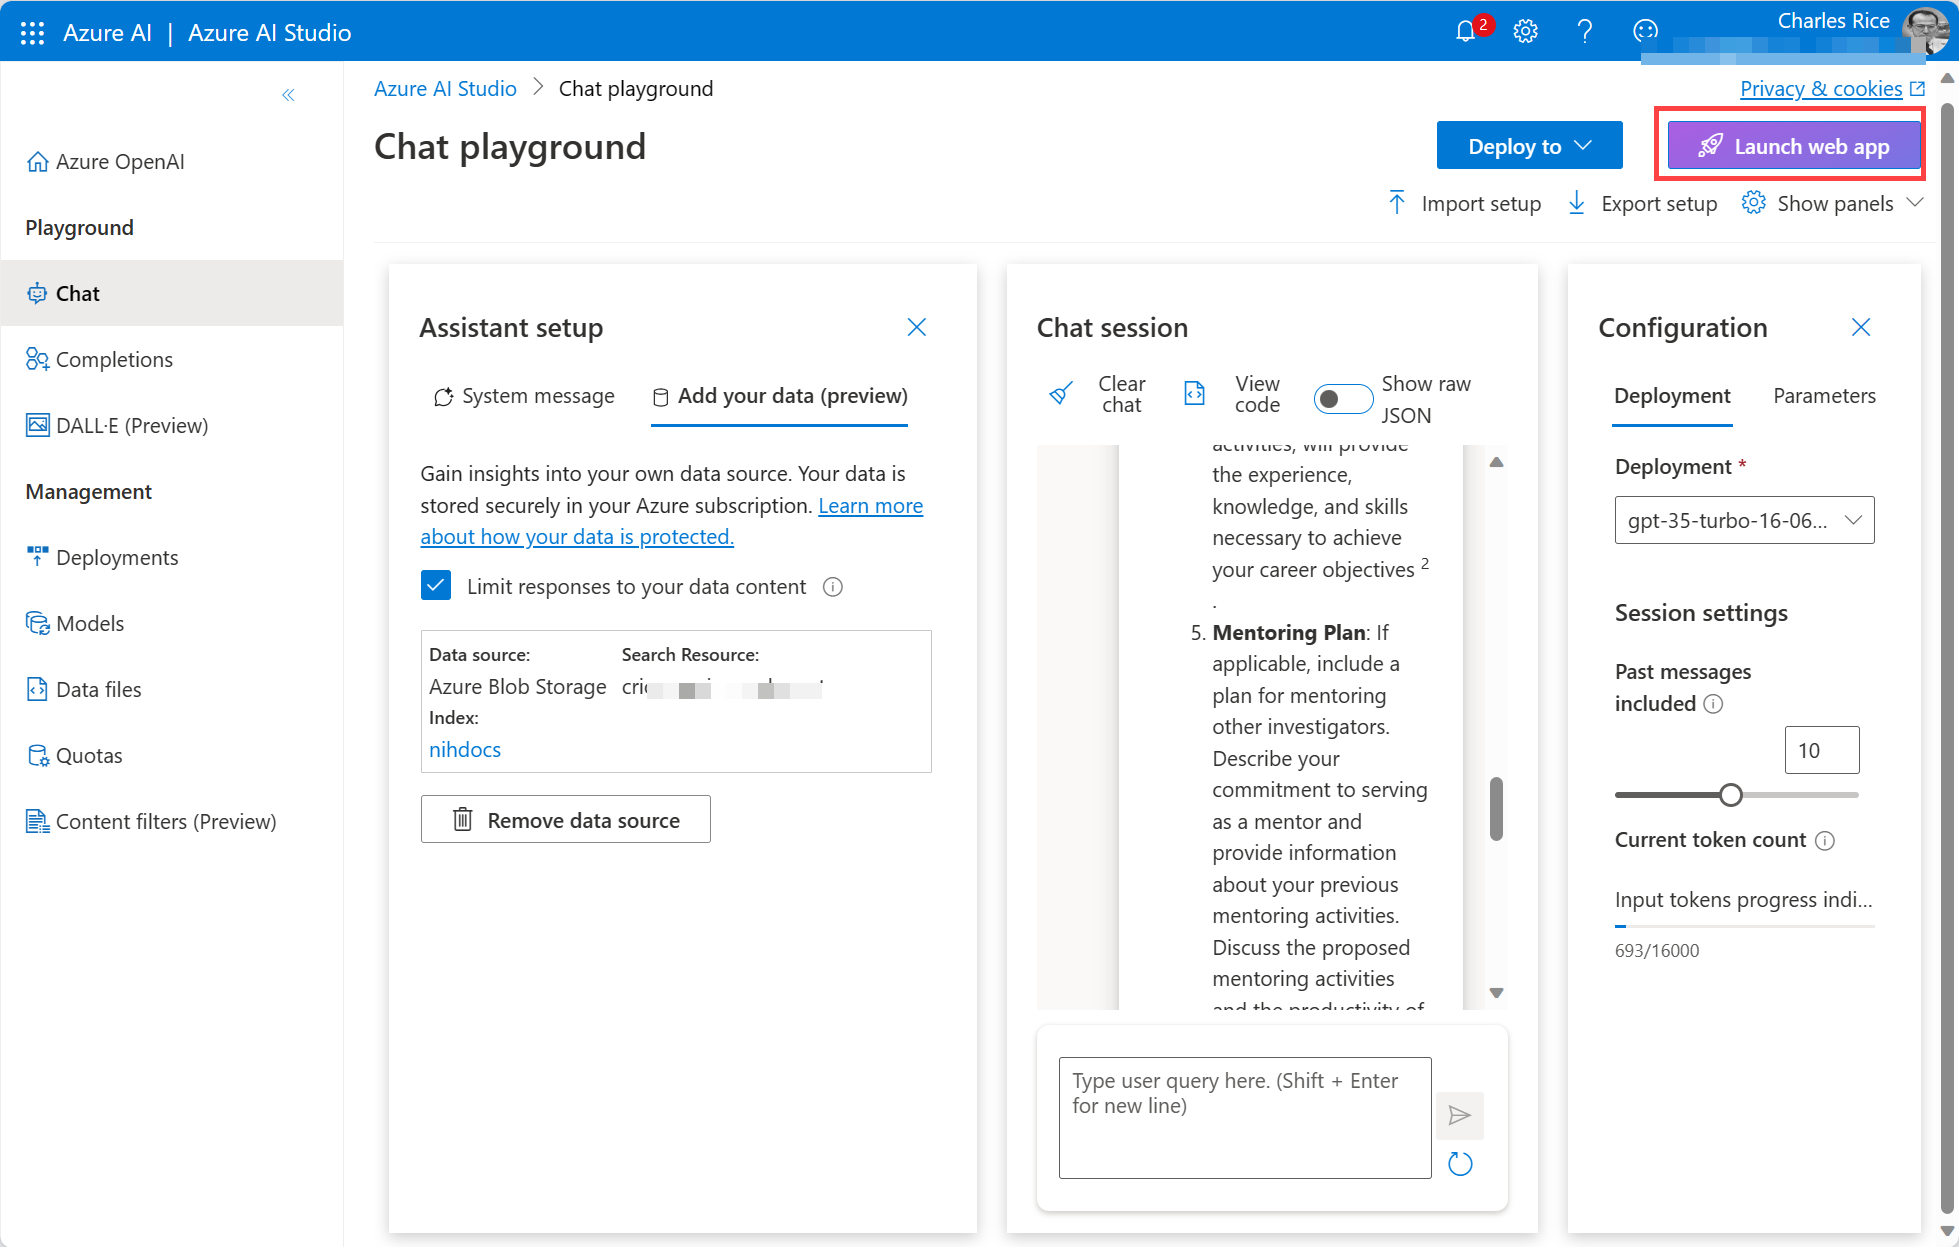 Azure AI | Azure AI Studio
2
Charles Rice
Azure AI Studio > Chat playground
Privacy & cookies
Chat playground
Deploy to
Launch web app
Import setup
Export setup
Show panels
Azure OpenAI
Playground
Chat
Completions
DALL·E (Preview)
Management
Deployments
Models
Data files
Quotas
Content filters (Preview)
Assistant setup
System message
Add your data (preview)
Gain insights into your own data source. Your data is
stored securely in your Azure subscription. Learn more
about how your data is protected.
Limit responses to your data content
Data source:
Search Resource:
Azure Blob Storage
Index:
nihdocs
Remove data source
Chat session
Clear
chat
View
code
Show raw
JSON
activities, will provide
the experience,
knowledge, and skills
necessary to achieve
your career objectives 2
.
5. Mentoring Plan: If
applicable, include a
plan for mentoring
other investigators.
Describe your
commitment to serving
as a mentor and
provide information
about your previous
mentoring activities.
Discuss the proposed
mentoring activities
and the productivity of
Type user query here. (Shift + Enter
for new line)
Configuration
Deployment
Parameters
Deployment *
gpt-35-turbo-16-06...
Session settings
Past messages
included
10
Current token count
Input tokens progress indi...
693/16000